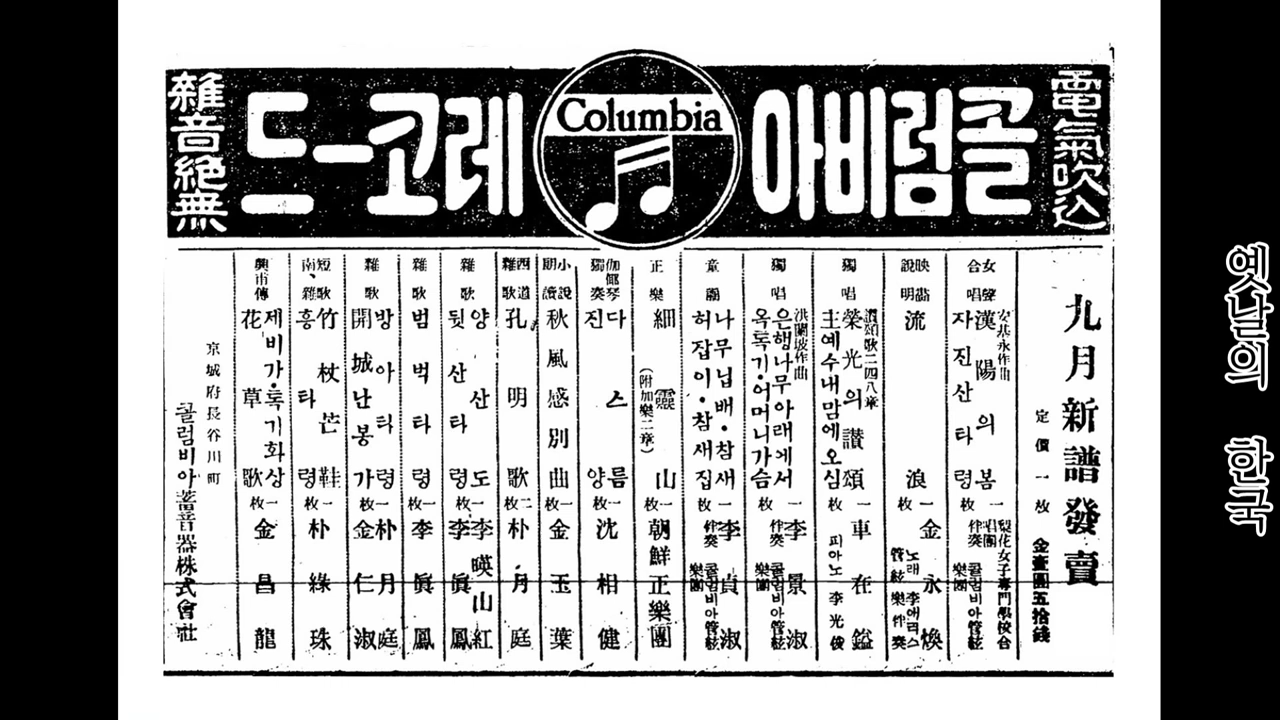 電氣吹込
골럼비아
Columbia
레코ー드
雜音絕無
九月新譜發賣
定價一枚 金壹圓五拾錢
女聲合唱
安基永作曲
漢陽의봄
자진산타령
一枚
梨花女子專門學校合唱團
伴奏 콜럼비아管絃樂團
映畵說明
流浪
一枚
金永煥
노래 李애리스
管絃樂伴奏
獨唱
讚頌歌二四八章
榮光의讚頌
主예수내맘에오심
一枚
車在鎰
피아노 李光俊
獨唱
洪蘭坡作曲
은행나무아래에서
옥톡기・어머니가슴
一枚
李景淑
伴奏 콜럼비아管絃樂團
童謠
나무닙배・참새
허잡이・참새집
一枚
李貞淑
伴奏 콜럼비아管絃樂團
正樂
細靈山
(附加樂二章)
一枚
朝鮮正樂團
伽倻琴獨奏
다스름
진양
一枚
沈相健
小說朗讀
秋風感別曲
一枚
金玉葉
西道雜歌
孔明歌
二枚
朴月庭
雜歌
양산도
뒷산타령
一枚
李暎山紅
李眞鳳
雜歌
범벅타령
一枚
李眞鳳
雜歌
방아타령
開城난봉가
一枚
朴月庭
金仁淑
短歌、南雜
竹杖芒鞋
흥타령
一枚
朴綠珠
興甫傳
제비가・톡기화상
花草歌
一枚
金昌龍
京城府長谷川町
콜럼비아蓄音器株式會社
옛날의 한국